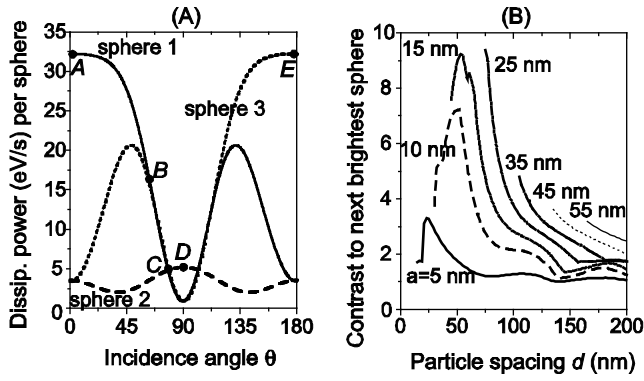 (A)
Dissip. power (eV/s) per sphere
35
30
25
20
15
10
5
0
sphere 1
A
E
sphere 3
B
C
D
sphere 2
0 45 90 135 180
Incidence angle θ
(B)
Contrast to next brightest sphere
10
8
6
4
2
0
15 nm
25 nm
10 nm
35 nm
45 nm
55 nm
a=5 nm
0 50 100 150 200
Particle spacing d (nm)